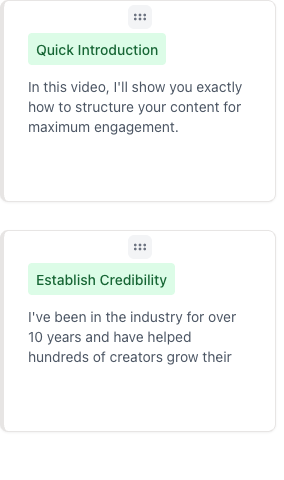 Quick Introduction
In this video, I'll show you exactly
how to structure your content for
maximum engagement.
Establish Credibility
I've been in the industry for over
10 years and have helped
hundreds of creators grow their